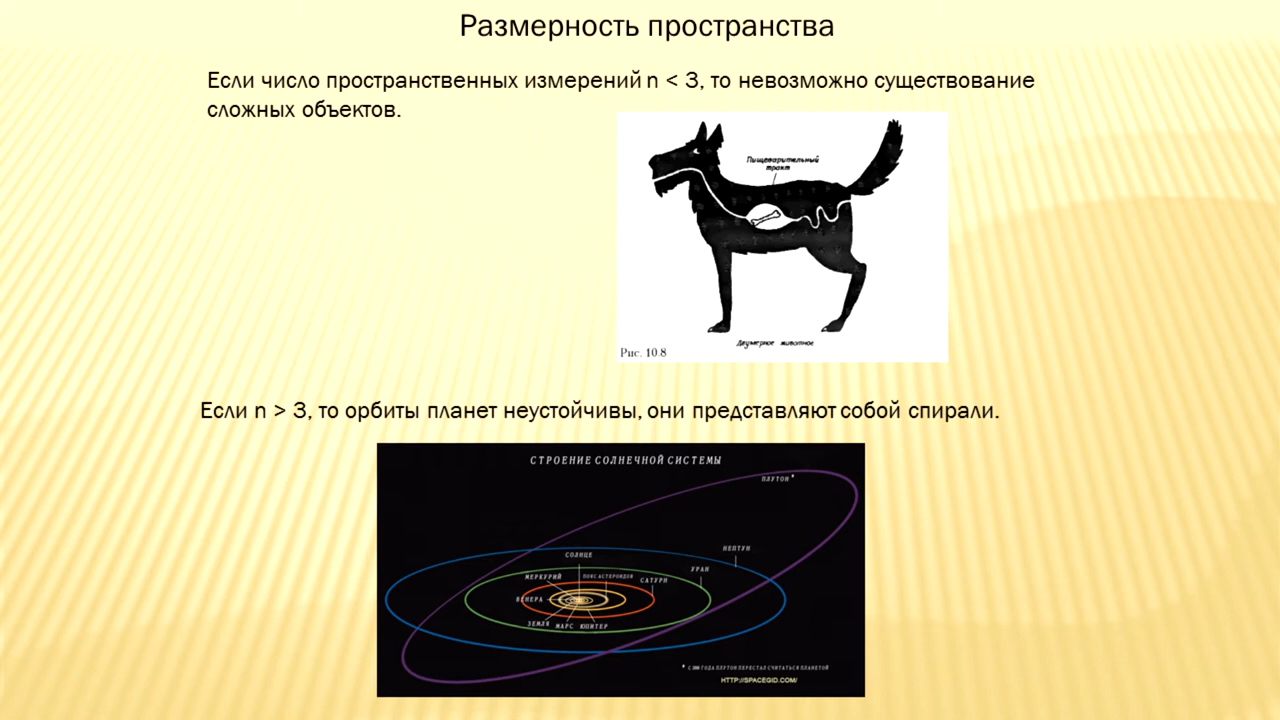 Размерность пространства
Если число пространственных измерений n < 3, то невозможно существование
сложных объектов.
Пищеварительный
тракт
Двумерное животное
Рис. 10.8
Если n > 3, то орбиты планет неустойчивы, они представляют собой спирали.
СТРОЕНИЕ СОЛНЕЧНОЙ СИСТЕМЫ
ПЛУТОН*
НЕПТУН
СОЛНЦЕ
УРАН
МЕРКУРИЙ
ПОЯС АСТЕРОИДОВ
САТУРН
ВЕНЕРА
ЗЕМЛЯ
МАРС
ЮПИТЕР
* С 2006 ГОДА ПЛУТОН ПЕРЕСТАЛ СЧИТАТЬСЯ ПЛАНЕТОЙ
HTTP://SPACEGID.COM/